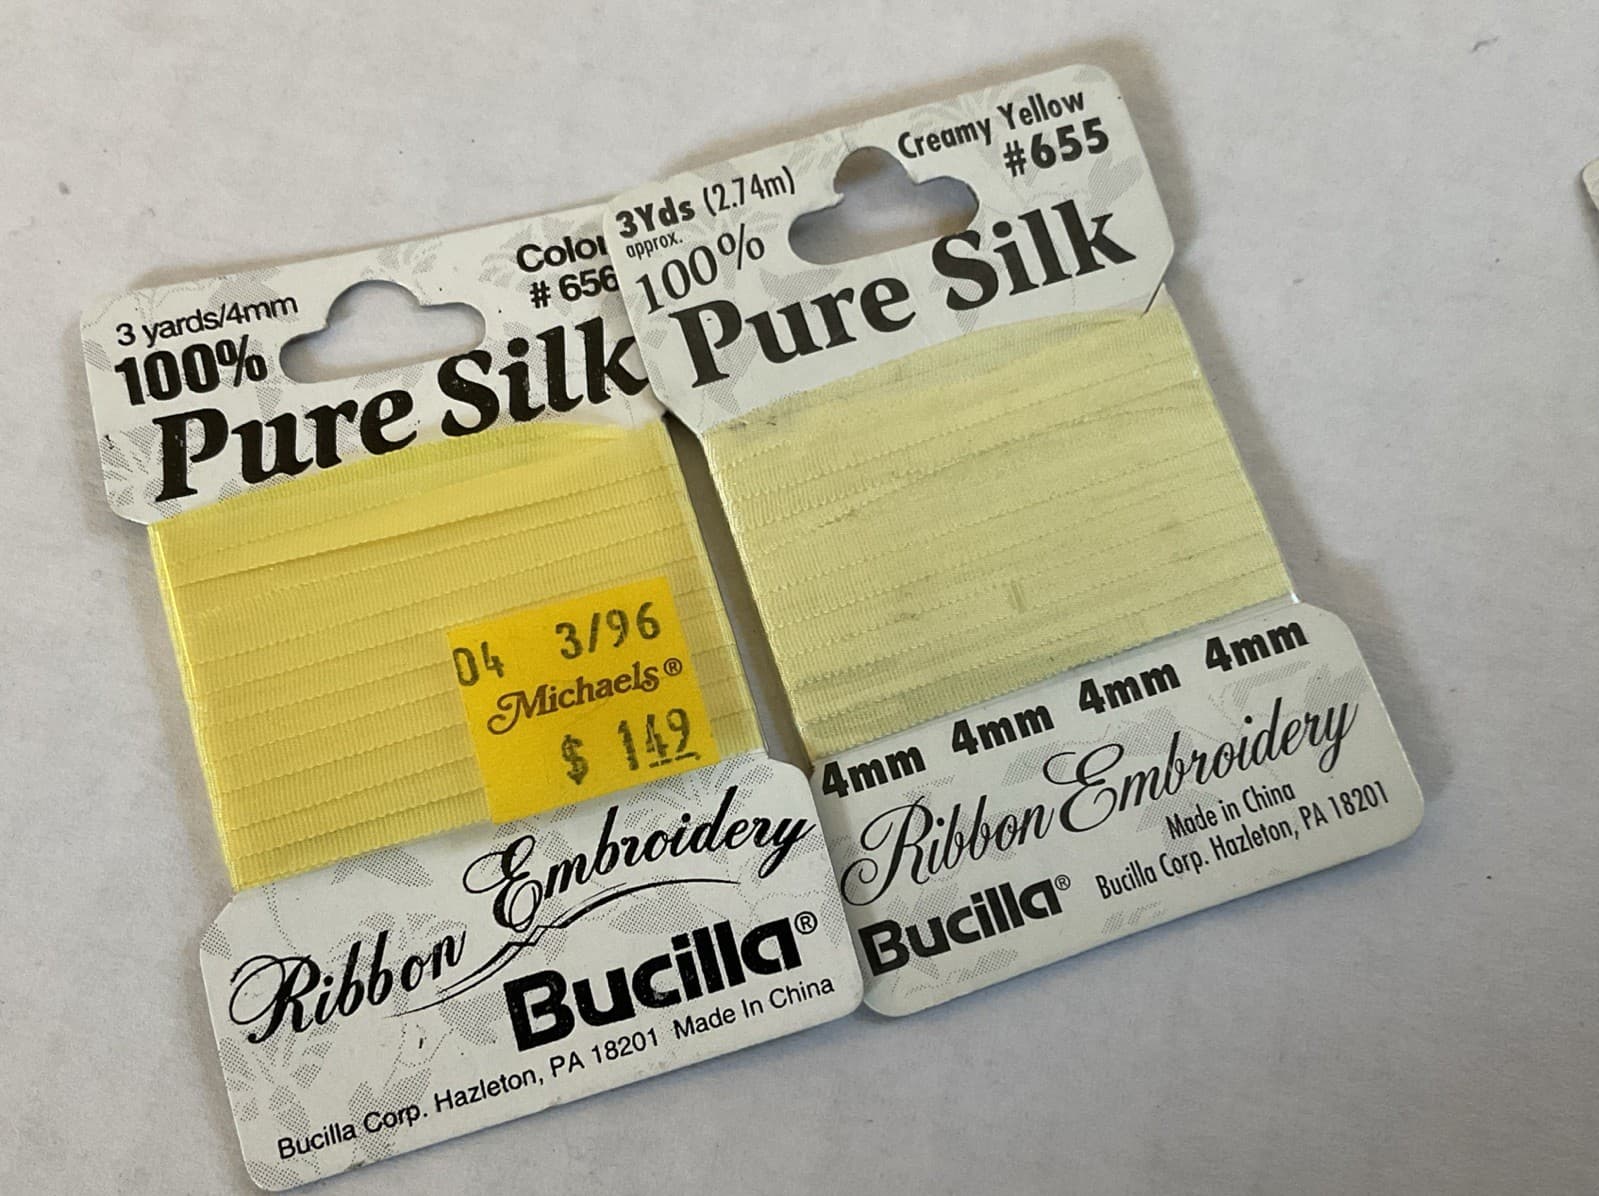 3 yards/4mm
Color
# 656
100%
Pure Silk
04 3/96
Michaels®
$ 149
Ribbon Embroidery
Bucilla®
Bucilla Corp. Hazleton, PA 18201 Made In China
3Yds (2.74m)
approx.
Creamy Yellow
#655
100%
Pure Silk
4mm 4mm 4mm 4mm
Ribbon Embroidery
Made in China
Bucilla® Bucilla Corp. Hazleton, PA 18201